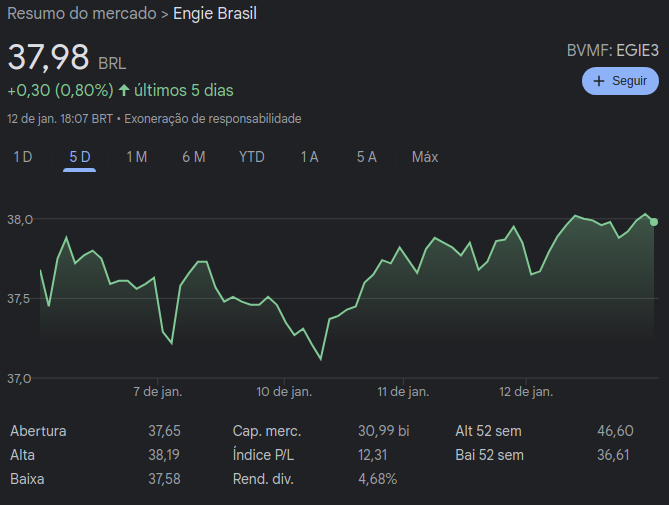 Resumo do mercado > Engie Brasil
37,98 BRL
BVMF: EGIE3
+0,30 (0,80%) ↑ últimos 5 dias
+ Seguir
12 de jan. 18:07 BRT • Exoneração de responsabilidade
1 D 5 D 1 M 6 M YTD 1 A 5 A Máx
38,0
37,5
37,0
7 de jan. 10 de jan. 11 de jan. 12 de jan.
Abertura 37,65 Cap. merc. 30,99 bi Alt 52 sem 46,60
Alta 38,19 Índice P/L 12,31 Bai 52 sem 36,61
Baixa 37,58 Rend. div. 4,68%